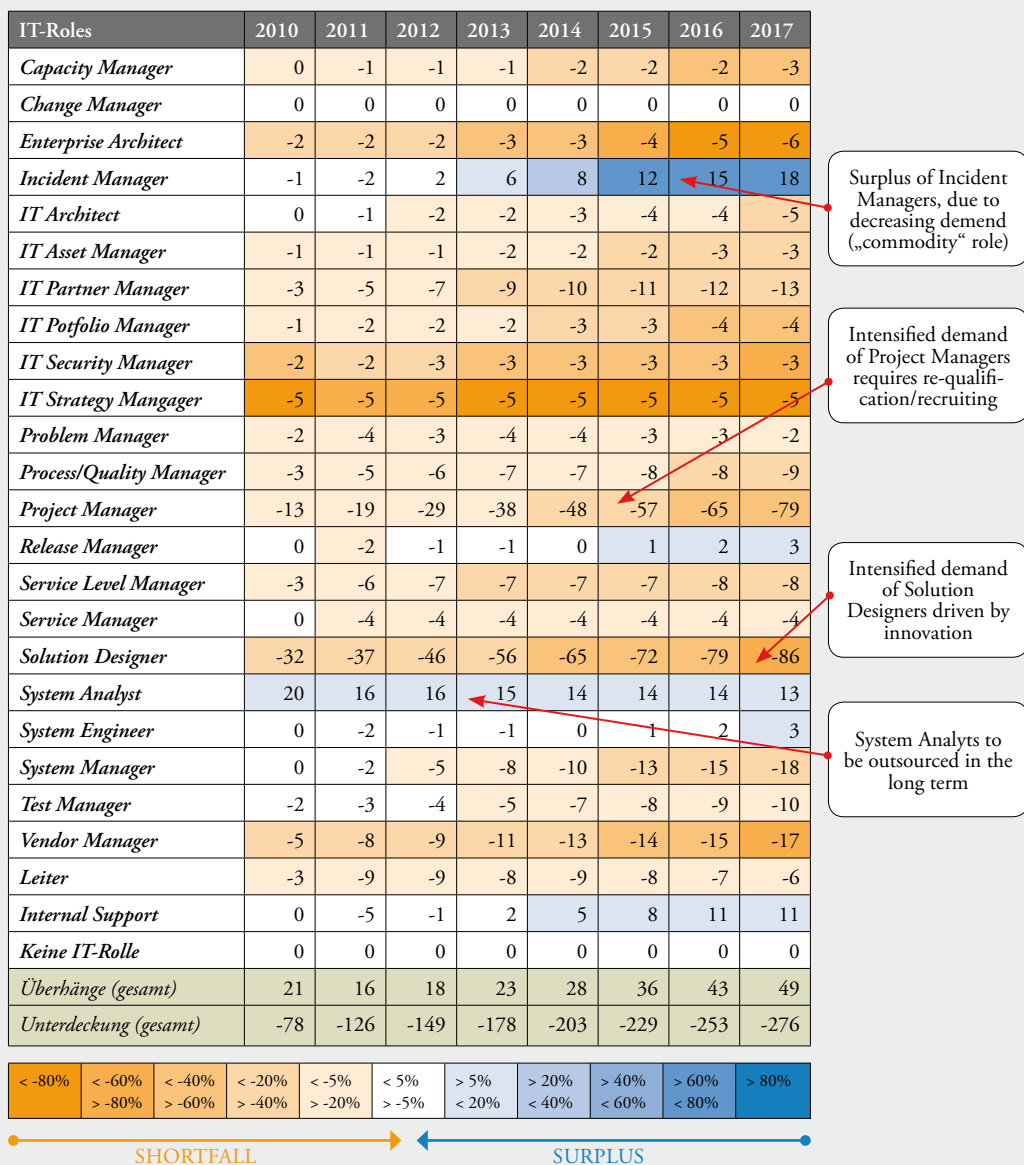 IT-Roles 2010 2011 2012 2013 2014 2015 2016 2017
Capacity Manager 0 -1 -1 -1 -2 -2 -2 -3
Change Manager 0 0 0 0 0 0 0 0
Enterprise Architect -2 -2 -2 -3 -3 -4 -5 -6
Incident Manager -1 -2 2 6 8 12 15 18
IT Architect 0 -1 -2 -2 -3 -4 -4 -5
IT Asset Manager -1 -1 -1 -2 -2 -2 -3 -3
IT Partner Manager -3 -5 -7 -9 -10 -11 -12 -13
IT Potfolio Manager -1 -2 -2 -2 -3 -3 -4 -4
IT Security Manager -2 -2 -3 -3 -3 -3 -3 -3
IT Strategy Mangager -5 -5 -5 -5 -5 -5 -5 -5
Problem Manager -2 -4 -3 -4 -4 -3 -3 -2
Process/Quality Manager -3 -5 -6 -7 -7 -8 -8 -9
Project Manager -13 -19 -29 -38 -48 -57 -65 -79
Release Manager 0 -2 -1 -1 0 1 2 3
Service Level Manager -3 -6 -7 -7 -7 -7 -8 -8
Service Manager 0 -4 -4 -4 -4 -4 -4 -4
Solution Designer -32 -37 -46 -56 -65 -72 -79 -86
System Analyst 20 16 16 15 14 14 14 13
System Engineer 0 -2 -1 -1 0 1 2 3
System Manager 0 -2 -5 -8 -10 -13 -15 -18
Test Manager -2 -3 -4 -5 -7 -8 -9 -10
Vendor Manager -5 -8 -9 -11 -13 -14 -15 -17
Leiter -3 -9 -9 -8 -9 -8 -7 -6
Internal Support 0 -5 -1 2 5 8 11 11
Keine IT-Rolle 0 0 0 0 0 0 0 0
Überhänge (gesamt) 21 16 18 23 28 36 43 49
Unterdeckung (gesamt) -78 -126 -149 -178 -203 -229 -253 -276
Surplus of Incident
Managers, due to
decreasing demend
(„commodity“ role)
Intensified demand
of Project Managers
requires re-qualifi-
cation/recruiting
Intensified demand
of Solution
Designers driven by
innovation
System Analyts to
be outsourced in the
long term
< -80% < -60% < -40% < -20% < -5% < 5% > 5% > 20% > 40% > 60% > 80%
> -80% > -60% > -40% > -20% > -5% < 20% < 40% < 60% < 80%
SHORTFALL SURPLUS